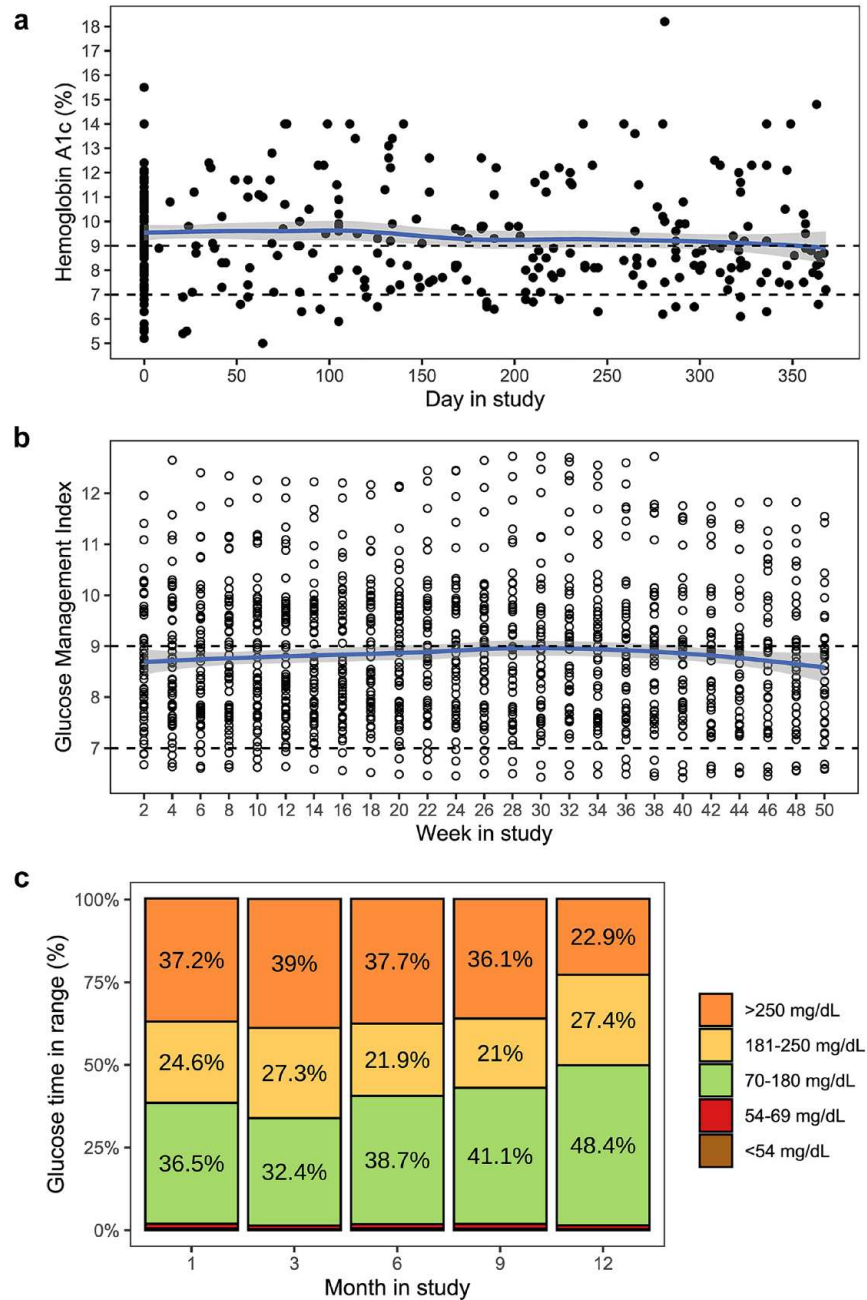 a
Hemoglobin A1c (%)
18
17
16
15
14
13
12
11
10
9
8
7
6
5
0 50 100 150 200 250 300 350
Day in study
b
Glucose Management Index
12
11
10
9
8
7
2 4 6 8 10 12 14 16 18 20 22 24 26 28 30 32 34 36 38 40 42 44 46 48 50
Week in study
c
Glucose time in range (%)
100%
75%
50%
25%
0%
37.2% 39% 37.7% 36.1% 22.9%
24.6% 27.3% 21.9% 21% 27.4%
36.5% 32.4% 38.7% 41.1% 48.4%
1 3 6 9 12
Month in study
>250 mg/dL
181-250 mg/dL
70-180 mg/dL
54-69 mg/dL
<54 mg/dL